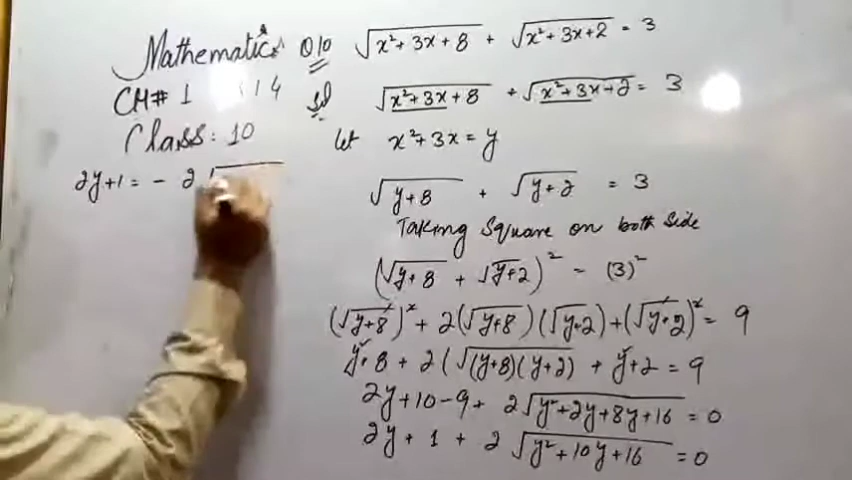 Mathematics
CH# 1 1.4
Class: 10
2y+1 = - 2√
Q10 √x²+3x+8 + √x²+3x+2 = 3
Sol √x²+3x+8 + √x²+3x+2 = 3
let x²+3x = y
√y+8 + √y+2 = 3
Taking Square on both Side
(√y+8 + √y+2)² = (3)²
(√y+8)² + 2(√y+8)(√y+2)+(√y+2)² = 9
y+8 + 2(√(y+8)(y+2) + y+2 = 9
2y+10-9+ 2√y²+2y+8y+16 = 0
2y+1 + 2√y²+10y+16 = 0